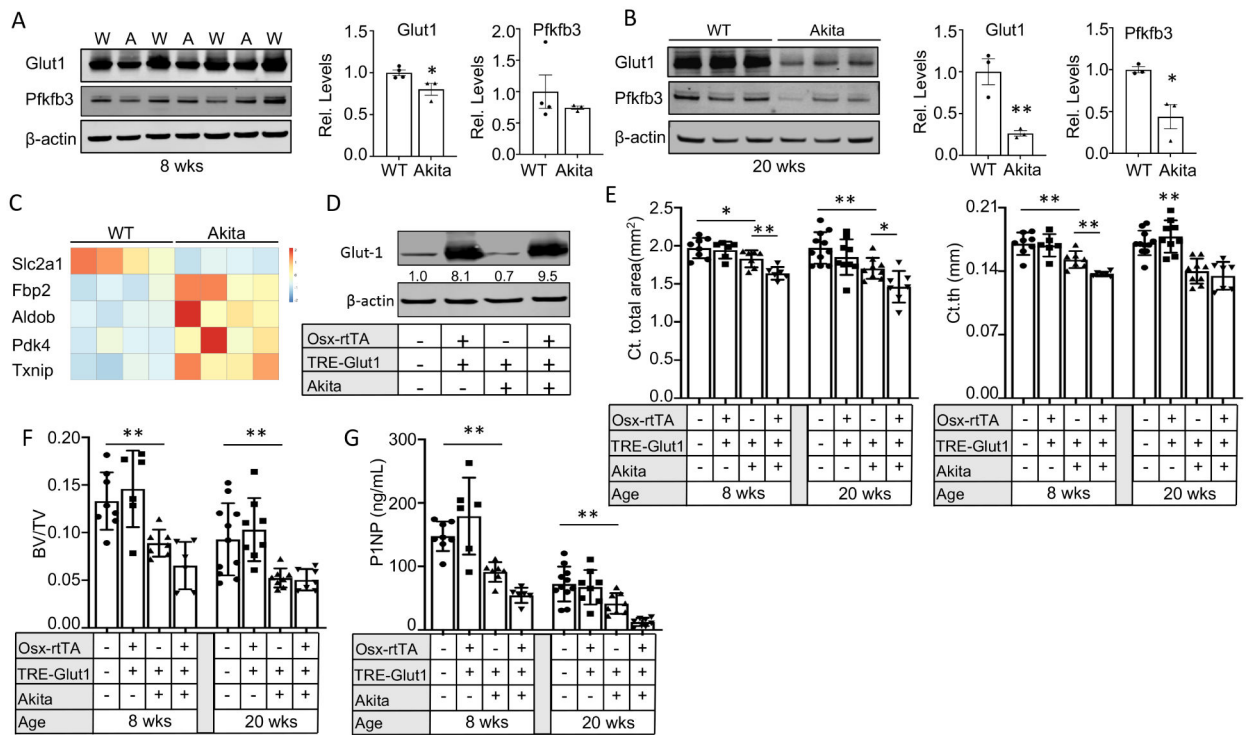 A
W A W A W A W
Glut1
Pfkfb3
β-actin
8 wks
Glut1
Rel. Levels
1.5
1.0
0.5
0.0
*
WT Akita
Pfkfb3
Rel. Levels
2.0
1.5
1.0
0.5
0.0
WT Akita
B
WT Akita
Glut1
Pfkfb3
β-actin
20 wks
Glut1
Rel. Levels
1.5
1.0
0.5
0.0
**
WT Akita
Pfkfb3
Rel. Levels
1.5
1.0
0.5
0.0
*
WT Akita
C
WT Akita
Slc2a1
Fbp2
Aldob
Pdk4
Txnip
D
Glut-1
1.0 8.1 0.7 9.5
β-actin
Osx-rtTA - + - +
TRE-Glut1 - + + +
Akita - - + +
E
Ct. total area(mm²)
2.5
2.0
1.5
1.0
0.5
0.0
* ** ** *
Osx-rtTA - + - + - + - +
TRE-Glut1 - + + + - + + +
Akita - - + + - - + +
Age 8 wks 20 wks
Ct.th (mm)
0.21
0.14
0.07
0.00
** ** **
Osx-rtTA - + - + - + - +
TRE-Glut1 - + + + - + + +
Akita - - + + - - + +
Age 8 wks 20 wks
F
BV/TV
0.20
0.15
0.10
0.05
0.00
** **
Osx-rtTA - + - + - + - +
TRE-Glut1 - + + + - + + +
Akita - - + + - - + +
Age 8 wks 20 wks
G
P1NP (ng/mL)
300
200
100
0
** **
Osx-rtTA - + - + - + - +
TRE-Glut1 - + + + - + + +
Akita - - + + - - + +
Age 8 wks 20 wks